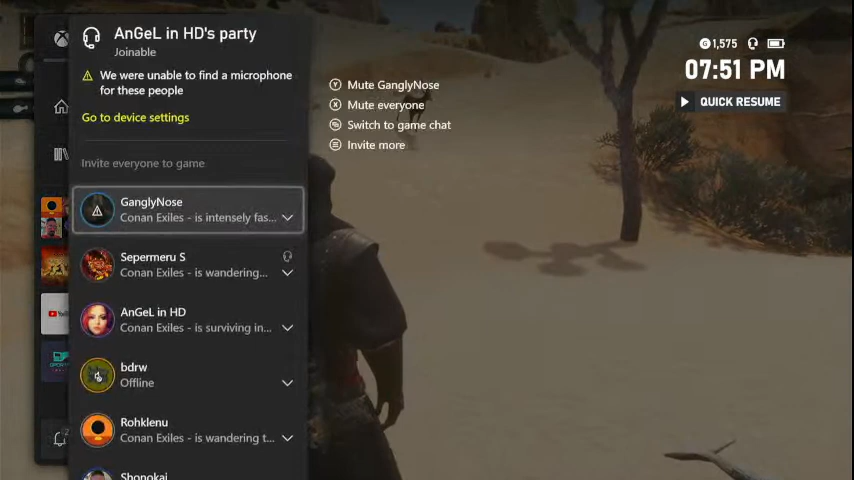 AnGeL in HD's party
Joinable
We were unable to find a microphone
for these people
Go to device settings
Invite everyone to game
GanglyNose
Conan Exiles - is intensely fas...
Sepermeru S
Conan Exiles - is wandering...
AnGeL in HD
Conan Exiles - is surviving in...
bdrw
Offline
Rohklenu
Conan Exiles - is wandering t...
Shonokai
Y Mute GanglyNose
X Mute everyone
Switch to game chat
Invite more
G 1,575
07:51 PM
QUICK RESUME